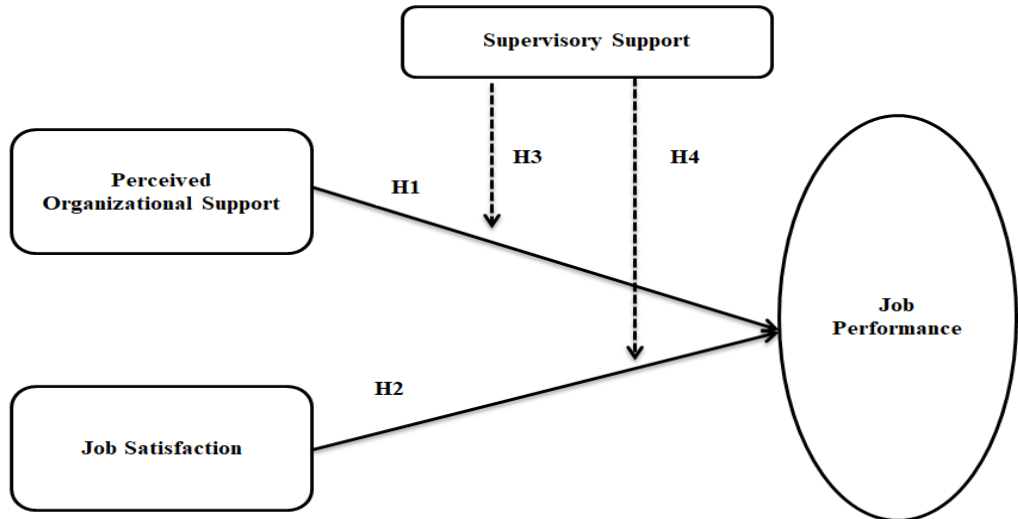 Supervisory Support
H3
H4
Perceived
Organizational Support
H1
Job
Performance
H2
Job Satisfaction